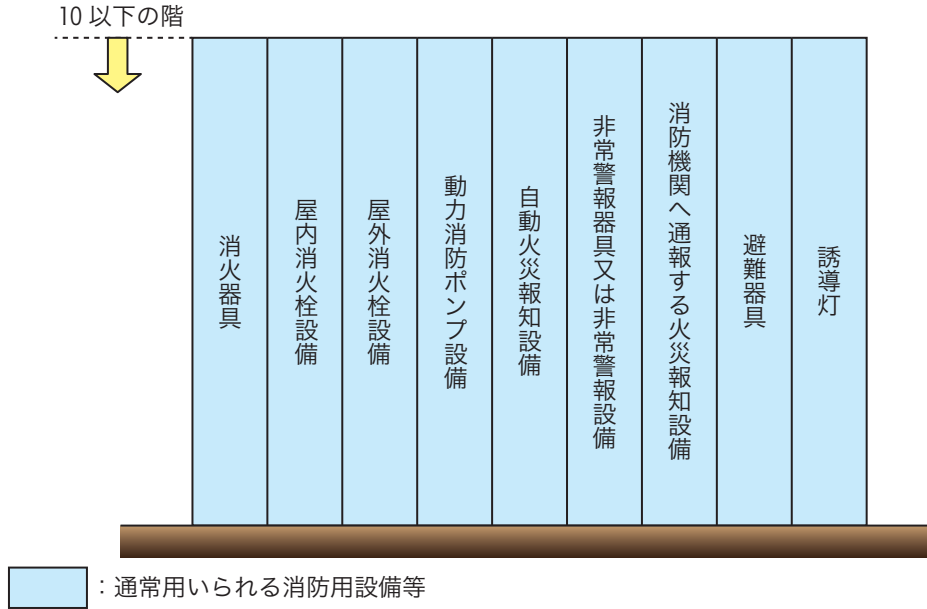 10 以下の階
消火器具
屋内消火栓設備
屋外消火栓設備
動力消防ポンプ設備
自動火災報知設備
非常警報器具又は非常警報設備
消防機関へ通報する火災報知設備
避難器具
誘導灯
：通常用いられる消防用設備等